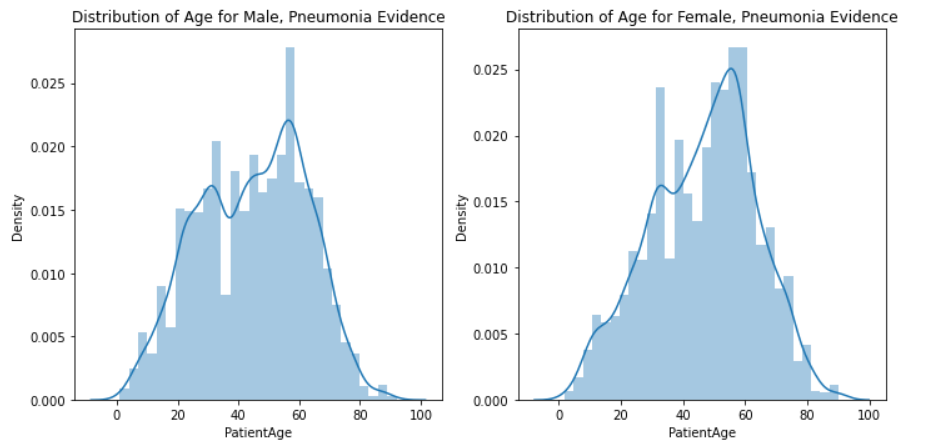 Distribution of Age for Male, Pneumonia Evidence
Density
0.025
0.020
0.015
0.010
0.005
0.000
0 20 40 60 80 100
PatientAge
Distribution of Age for Female, Pneumonia Evidence
Density
0.025
0.020
0.015
0.010
0.005
0.000
0 20 40 60 80 100
PatientAge